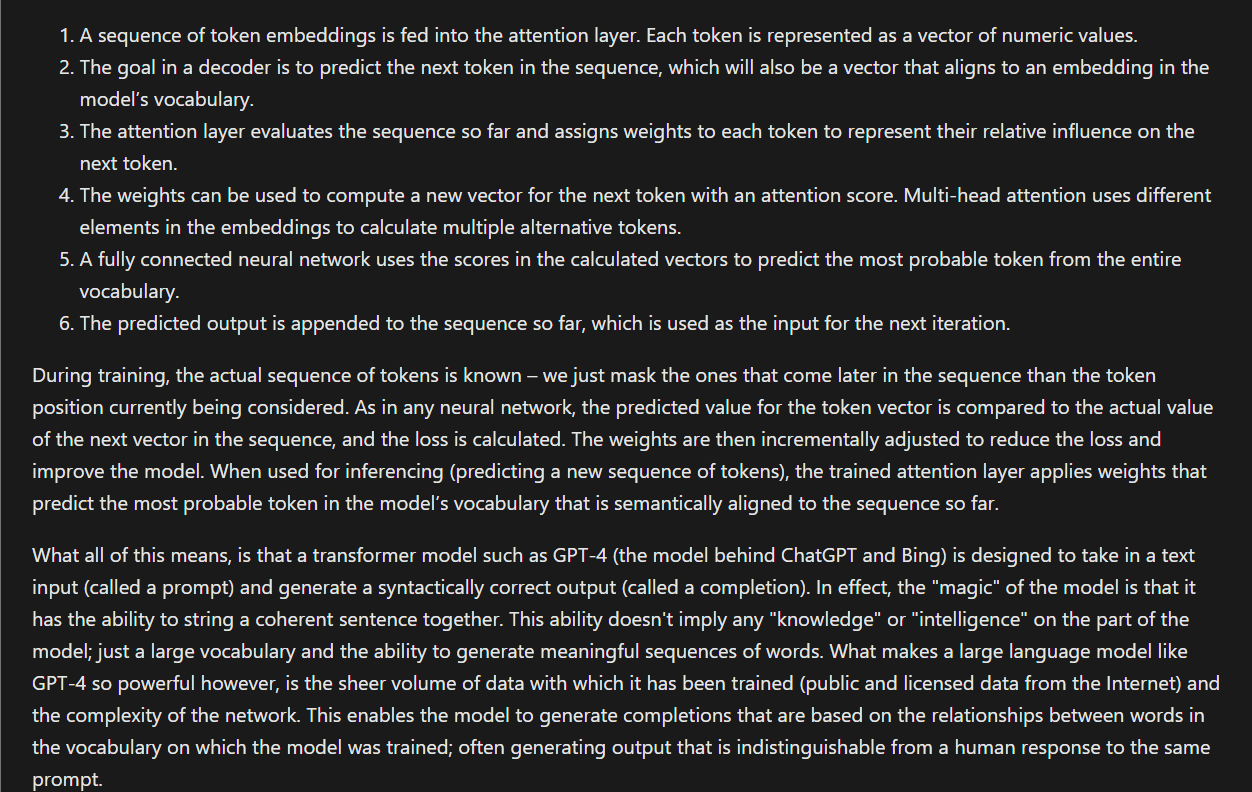 1. A sequence of token embeddings is fed into the attention layer. Each token is represented as a vector of numeric values.
2. The goal in a decoder is to predict the next token in the sequence, which will also be a vector that aligns to an embedding in the
model’s vocabulary.
3. The attention layer evaluates the sequence so far and assigns weights to each token to represent their relative influence on the
next token.
4. The weights can be used to compute a new vector for the next token with an attention score. Multi-head attention uses different
elements in the embeddings to calculate multiple alternative tokens.
5. A fully connected neural network uses the scores in the calculated vectors to predict the most probable token from the entire
vocabulary.
6. The predicted output is appended to the sequence so far, which is used as the input for the next iteration.
During training, the actual sequence of tokens is known – we just mask the ones that come later in the sequence than the token
position currently being considered. As in any neural network, the predicted value for the token vector is compared to the actual value
of the next vector in the sequence, and the loss is calculated. The weights are then incrementally adjusted to reduce the loss and
improve the model. When used for inferencing (predicting a new sequence of tokens), the trained attention layer applies weights that
predict the most probable token in the model’s vocabulary that is semantically aligned to the sequence so far.
What all of this means, is that a transformer model such as GPT-4 (the model behind ChatGPT and Bing) is designed to take in a text
input (called a prompt) and generate a syntactically correct output (called a completion). In effect, the "magic" of the model is that it
has the ability to string a coherent sentence together. This ability doesn't imply any "knowledge" or "intelligence" on the part of the
model; just a large vocabulary and the ability to generate meaningful sequences of words. What makes a large language model like
GPT-4 so powerful however, is the sheer volume of data with which it has been trained (public and licensed data from the Internet) and
the complexity of the network. This enables the model to generate completions that are based on the relationships between words in
the vocabulary on which the model was trained; often generating output that is indistinguishable from a human response to the same
prompt.